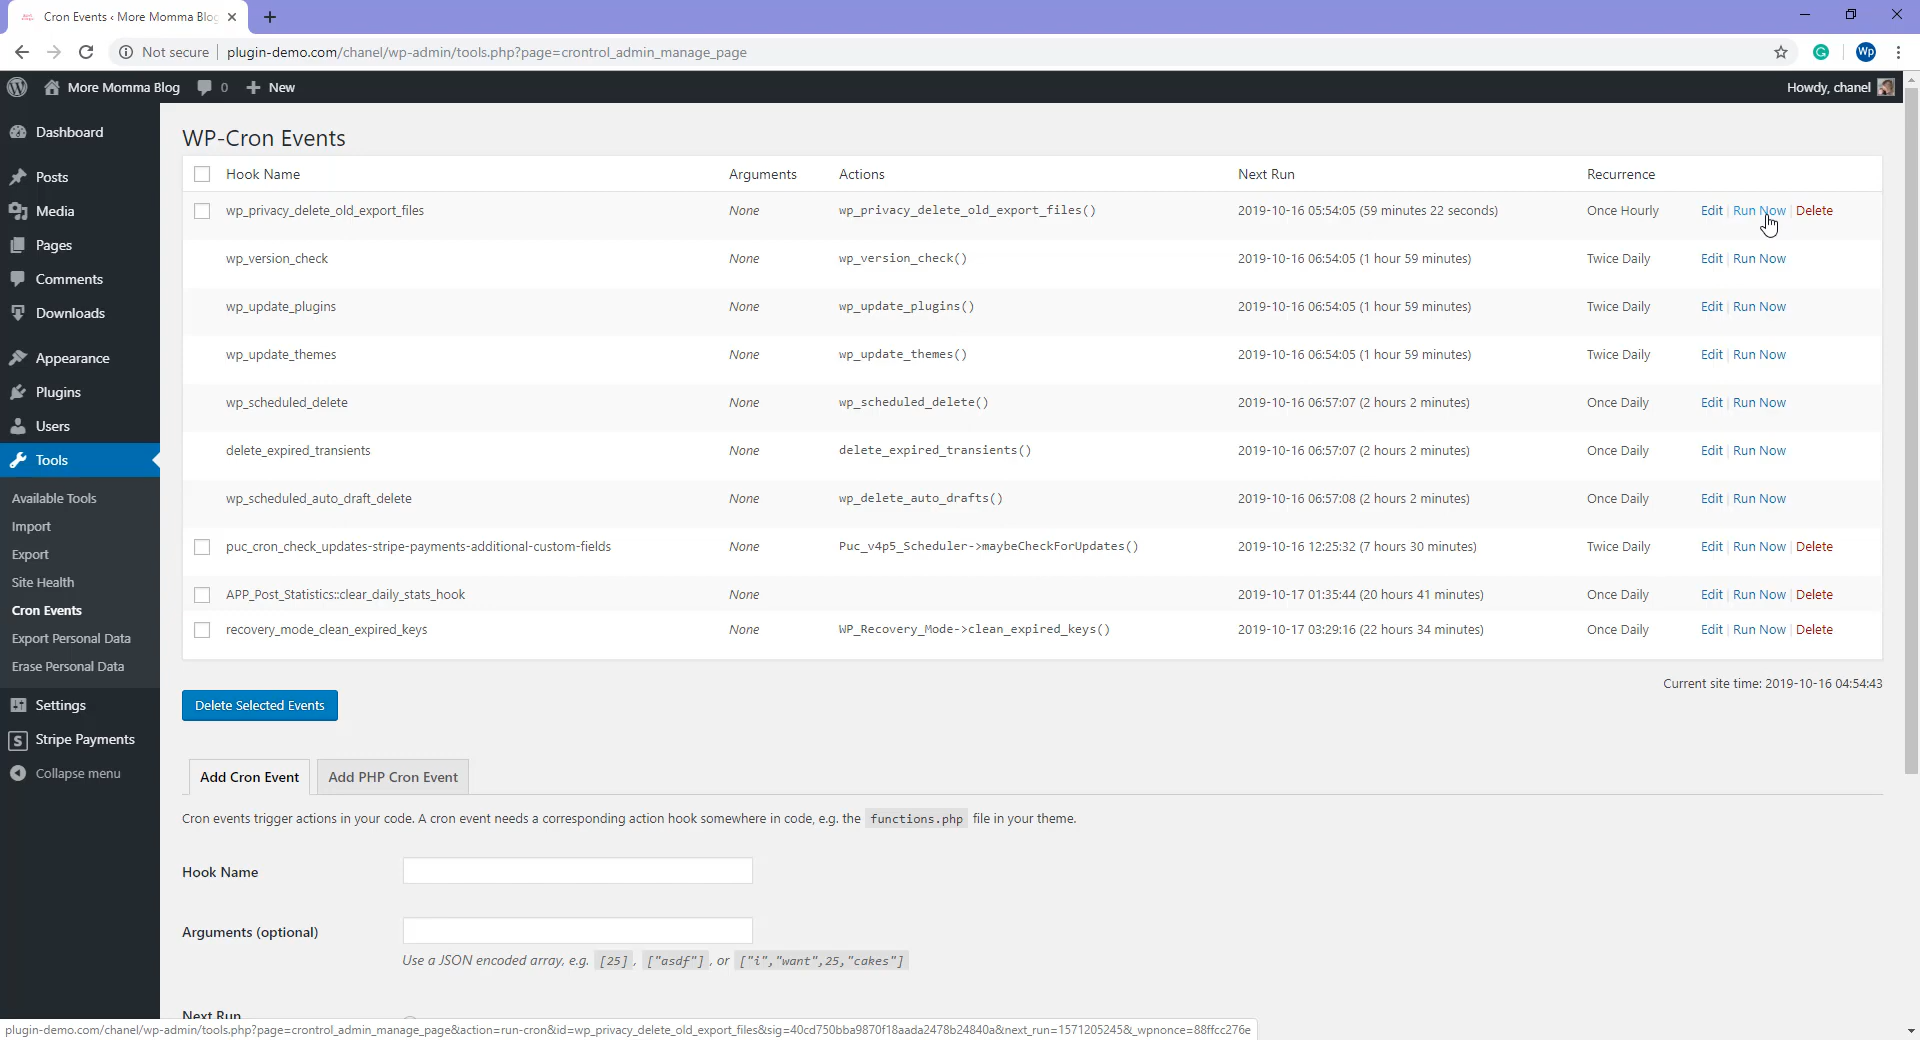 Cron Events ‹ More Momma Blog
Not secure plugin-demo.com/chanel/wp-admin/tools.php?page=crontrol_admin_manage_page
Wp
More Momma Blog 0 New Howdy, chanel
Dashboard
Posts
Media
Pages
Comments
Downloads
Appearance
Plugins
Users
Tools
Available Tools
Import
Export
Site Health
Cron Events
Export Personal Data
Erase Personal Data
Settings
Stripe Payments
Collapse menu
WP-Cron Events
Hook Name Arguments Actions Next Run Recurrence
wp_privacy_delete_old_export_files None wp_privacy_delete_old_export_files() 2019-10-16 05:54:05 (59 minutes 22 seconds) Once Hourly Edit | Run Now | Delete
wp_version_check None wp_version_check() 2019-10-16 06:54:05 (1 hour 59 minutes) Twice Daily Edit | Run Now
wp_update_plugins None wp_update_plugins() 2019-10-16 06:54:05 (1 hour 59 minutes) Twice Daily Edit | Run Now
wp_update_themes None wp_update_themes() 2019-10-16 06:54:05 (1 hour 59 minutes) Twice Daily Edit | Run Now
wp_scheduled_delete None wp_scheduled_delete() 2019-10-16 06:57:07 (2 hours 2 minutes) Once Daily Edit | Run Now
delete_expired_transients None delete_expired_transients() 2019-10-16 06:57:07 (2 hours 2 minutes) Once Daily Edit | Run Now
wp_scheduled_auto_draft_delete None wp_delete_auto_drafts() 2019-10-16 06:57:08 (2 hours 2 minutes) Once Daily Edit | Run Now
puc_cron_check_updates-stripe-payments-additional-custom-fields None Puc_v4p5_Scheduler->maybeCheckForUpdates() 2019-10-16 12:25:32 (7 hours 30 minutes) Twice Daily Edit | Run Now | Delete
APP_Post_Statistics::clear_daily_stats_hook None 2019-10-17 01:35:44 (20 hours 41 minutes) Once Daily Edit | Run Now | Delete
recovery_mode_clean_expired_keys None WP_Recovery_Mode->clean_expired_keys() 2019-10-17 03:29:16 (22 hours 34 minutes) Once Daily Edit | Run Now | Delete
Current site time: 2019-10-16 04:54:43
Delete Selected Events
Add Cron Event Add PHP Cron Event
Cron events trigger actions in your code. A cron event needs a corresponding action hook somewhere in code, e.g. the functions.php file in your theme.
Hook Name
Arguments (optional)
Use a JSON encoded array, e.g. [25], ["asdf"], or ["i","want",25,"cakes"]
Next Run
plugin-demo.com/chanel/wp-admin/tools.php?page=crontrol_admin_manage_page&action=run-cron&id=wp_privacy_delete_old_export_files&sig=40cd750bba9870f18aada2478b24840a&next_run=1571205245&_wpnonce=88ffcc276e